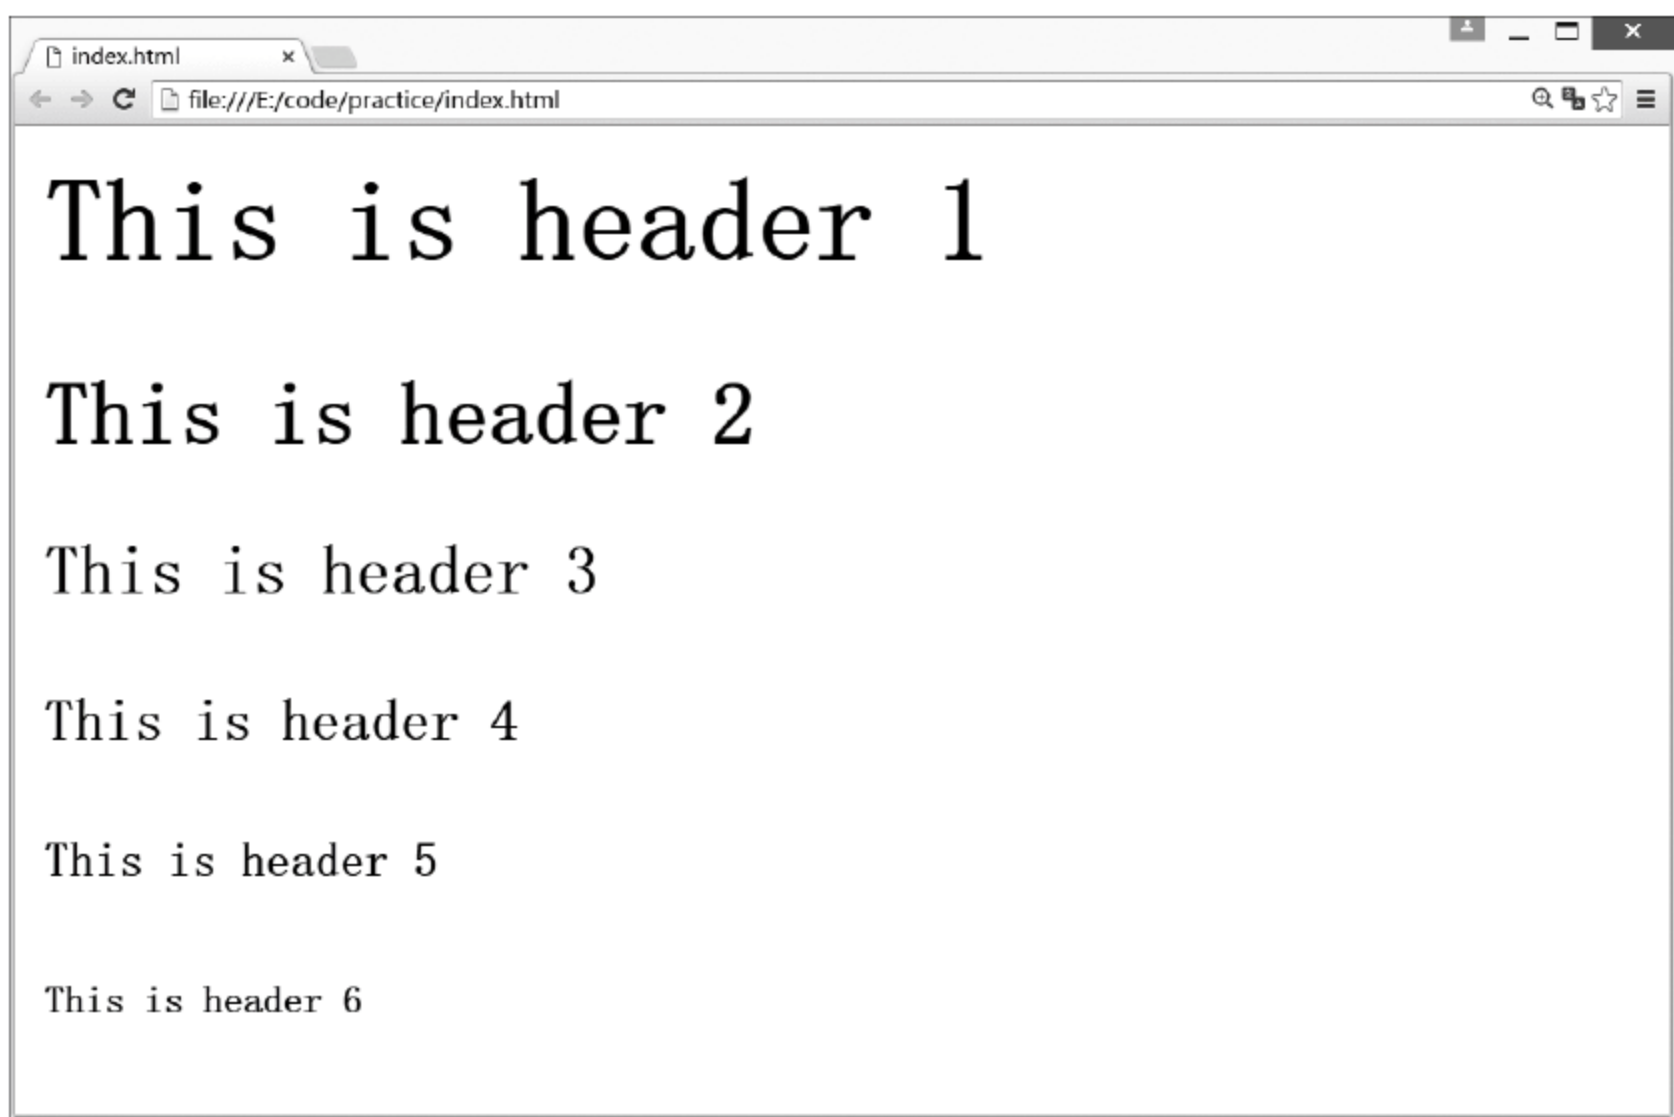 index.html
file:///E:/code/practice/index.html
This is header 1
This is header 2
This is header 3
This is header 4
This is header 5
This is header 6